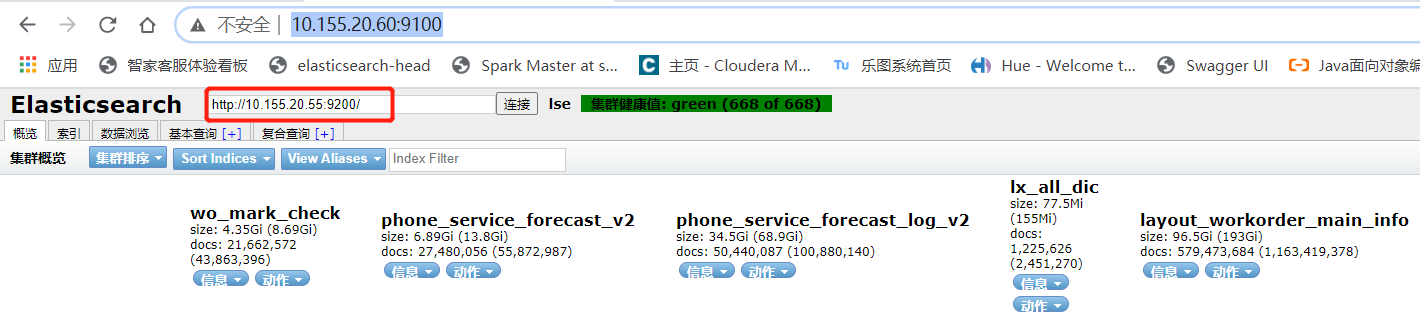 不安全 | 10.155.20.60:9100
应用 智家客服体验看板 elasticsearch-head Spark Master at s... 主页 - Cloudera M... Tu 乐图系统首页 Hue - Welcome t... Swagger UI Java面向对象编
Elasticsearch http://10.155.20.55:9200/ 连接 lse 集群健康值: green (668 of 668)
概览 索引 数据浏览 基本查询 [+] 复合查询 [+]
集群概览 集群排序 Sort Indices View Aliases Index Filter
wo_mark_check
size: 4.35Gi (8.69Gi)
docs: 21,662,572
(43,863,396)
信息 动作
phone_service_forecast_v2
size: 6.89Gi (13.8Gi)
docs: 27,480,056 (55,872,987)
信息 动作
phone_service_forecast_log_v2
size: 34.5Gi (68.9Gi)
docs: 50,440,087 (100,880,140)
信息 动作
lx_all_dic
size: 77.5Mi
(155Mi)
docs:
1,225,626
(2,451,270)
信息
动作
layout_workorder_main_info
size: 96.5Gi (193Gi)
docs: 579,473,684 (1,163,419,378)
信息 动作